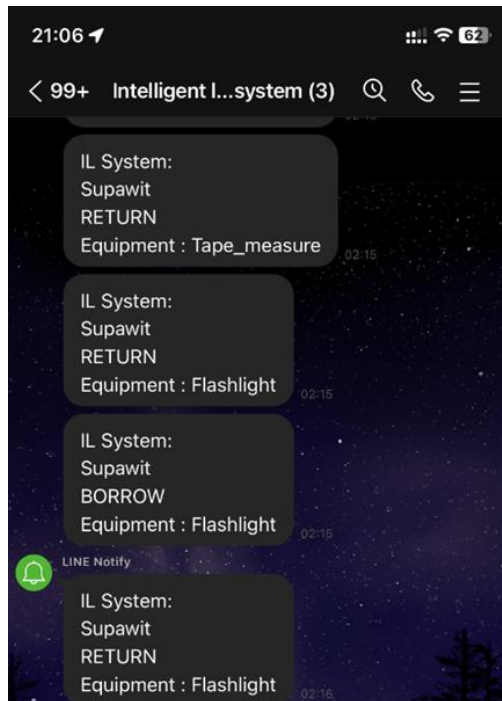 21:06
62
99+ Intelligent I...system (3)
IL System:
Supawit
RETURN
Equipment : Tape_measure
02:15
IL System:
Supawit
RETURN
Equipment : Flashlight
02:15
IL System:
Supawit
BORROW
Equipment : Flashlight
02:15
LINE Notify
IL System:
Supawit
RETURN
Equipment : Flashlight
02:16